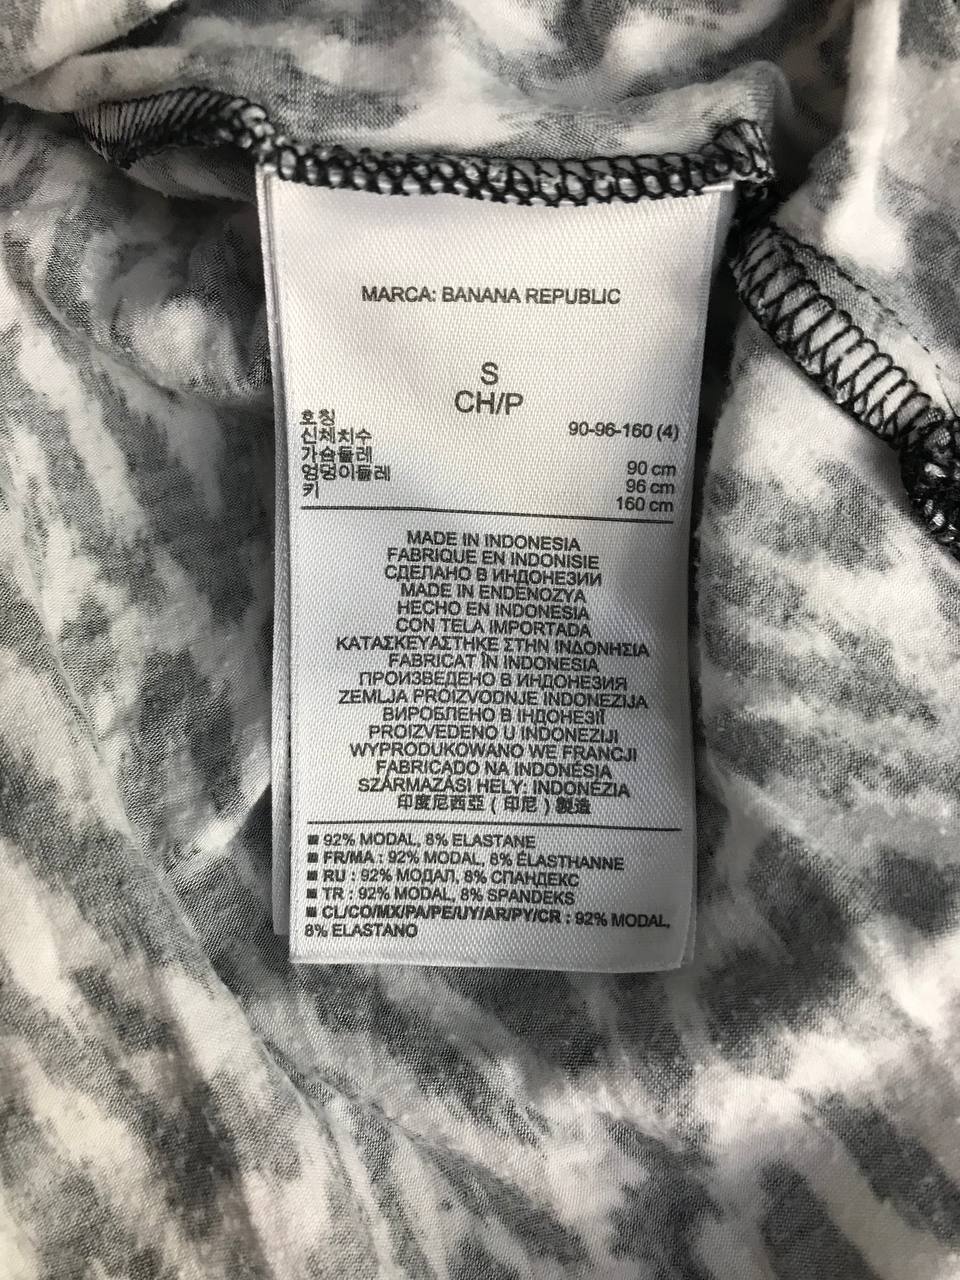 MARCA: BANANA REPUBLIC
S
CH/P
호칭 90-96-160 (4)
신체치수
가슴둘레 90 cm
엉덩이둘레 96 cm
키 160 cm
MADE IN INDONESIA
FABRIQUE EN INDONISIE
СДЕЛАНО В ИНДОНЕЗИИ
MADE IN ENDENOZYA
HECHO EN INDONESIA
CON TELA IMPORTADA
ΚΑΤΑΣΚΕΥΑΣΤΗΚΕ ΣΤΗΝ ΙΝΔΟΝΗΣΙΑ
FABRICAT ÎN INDONESIA
ПРОИЗВЕДЕНО В ИНДОНЕЗИЯ
ZEMLJA PROIZVODNJE INDONEZIJA
ВИРОБЛЕНО В ІНДОНЕЗІЇ
PROIZVEDENO U INDONEZIJI
WYPRODUKOWANO WE FRANCJI
FABRICADO NA INDONÉSIA
SZÁRMAZÁSI HELY: INDONÉZIA
印度尼西亞 ( 印尼 ) 製造
■ 92% MODAL, 8% ELASTANE
■ FR/MA : 92% MODAL, 8% ÉLASTHANNE
■ RU : 92% МОДАЛ, 8% СПАНДЕКС
■ TR : 92% MODAL, 8% SPANDEKS
■ CL/CO/MX/PA/PE/UY/AR/PY/CR : 92% MODAL,
8% ELASTANO